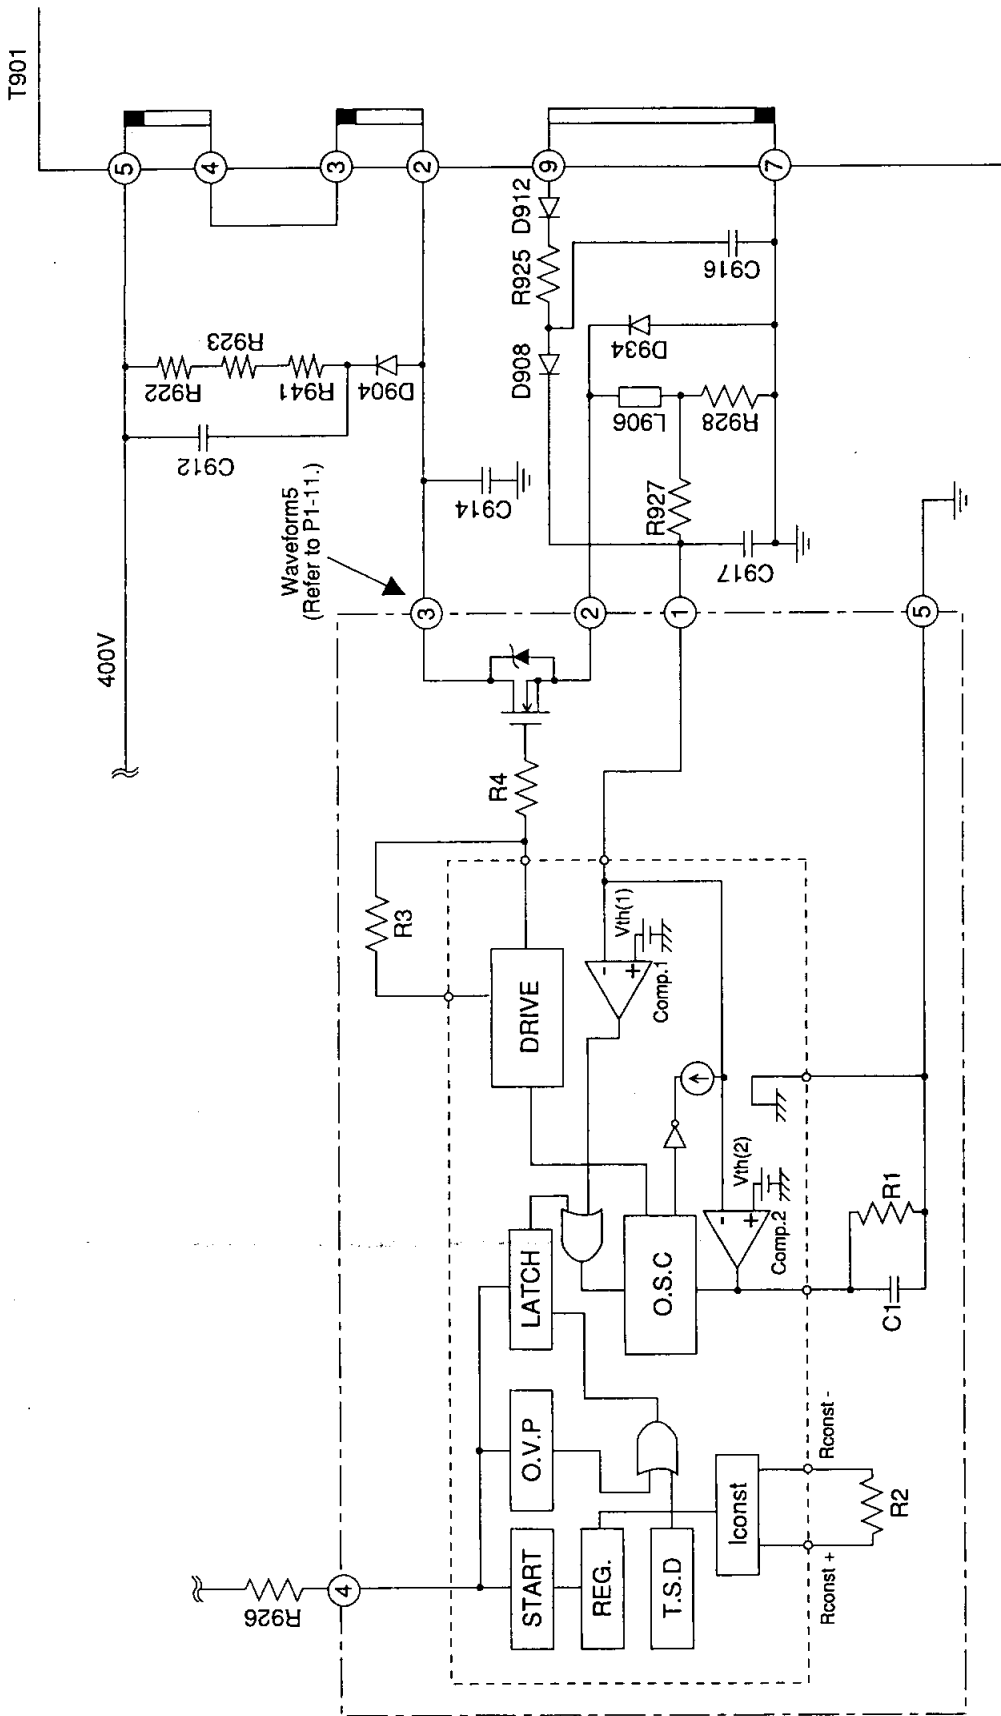 T901
5
4
3
2
9
7
R922
R923
R941
C912
D904
C914
D912
R925
D908
C916
D934
L906
R928
R927
C917
Waveform5
(Refer to P1-11.)
400V
3
2
1
5
R4
R3
DRIVE
Vth(1)
-
+
Comp.1
LATCH
O.S.C
Vth(2)
-
+
Comp.2
R1
C1
O.V.P
START
REG.
T.S.D
Iconst
Rconst -
Rconst +
R2
4
R926